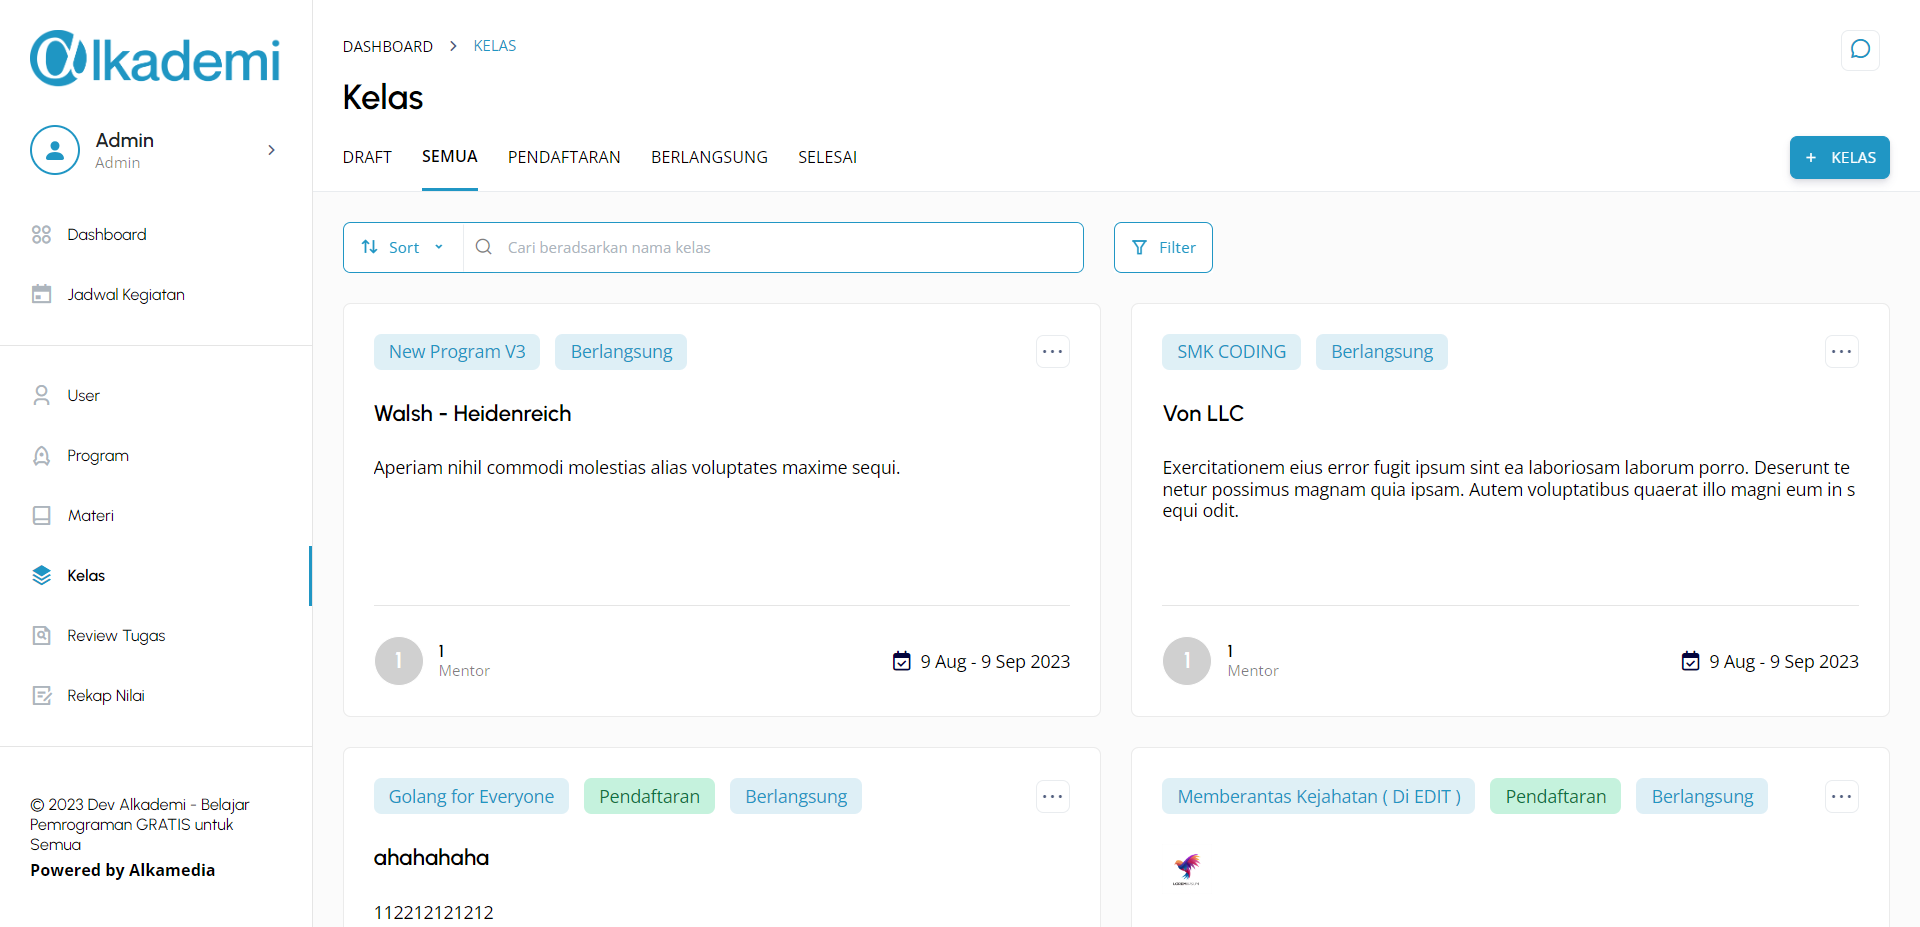 @lkademi
Admin
Admin
Dashboard
Jadwal Kegiatan
User
Program
Materi
Kelas
Review Tugas
Rekap Nilai
© 2023 Dev Alkademi - Belajar
Pemrograman GRATIS untuk
Semua
Powered by Alkamedia
DASHBOARD > KELAS
Kelas
DRAFT SEMUA PENDAFTARAN BERLANGSUNG SELESAI
+ KELAS
Sort Cari beradsarkan nama kelas Filter
New Program V3 Berlangsung
Walsh - Heidenreich
Aperiam nihil commodi molestias alias voluptates maxime sequi.
1
1
Mentor
9 Aug - 9 Sep 2023
SMK CODING Berlangsung
Von LLC
Exercitationem eius error fugit ipsum sint ea laboriosam laborum porro. Deserunt te
netur possimus magnam quia ipsam. Autem voluptatibus quaerat illo magni eum in s
equi odit.
1
1
Mentor
9 Aug - 9 Sep 2023
Golang for Everyone Pendaftaran Berlangsung
ahahahaha
112212121212
Memberantas Kejahatan ( Di EDIT ) Pendaftaran Berlangsung